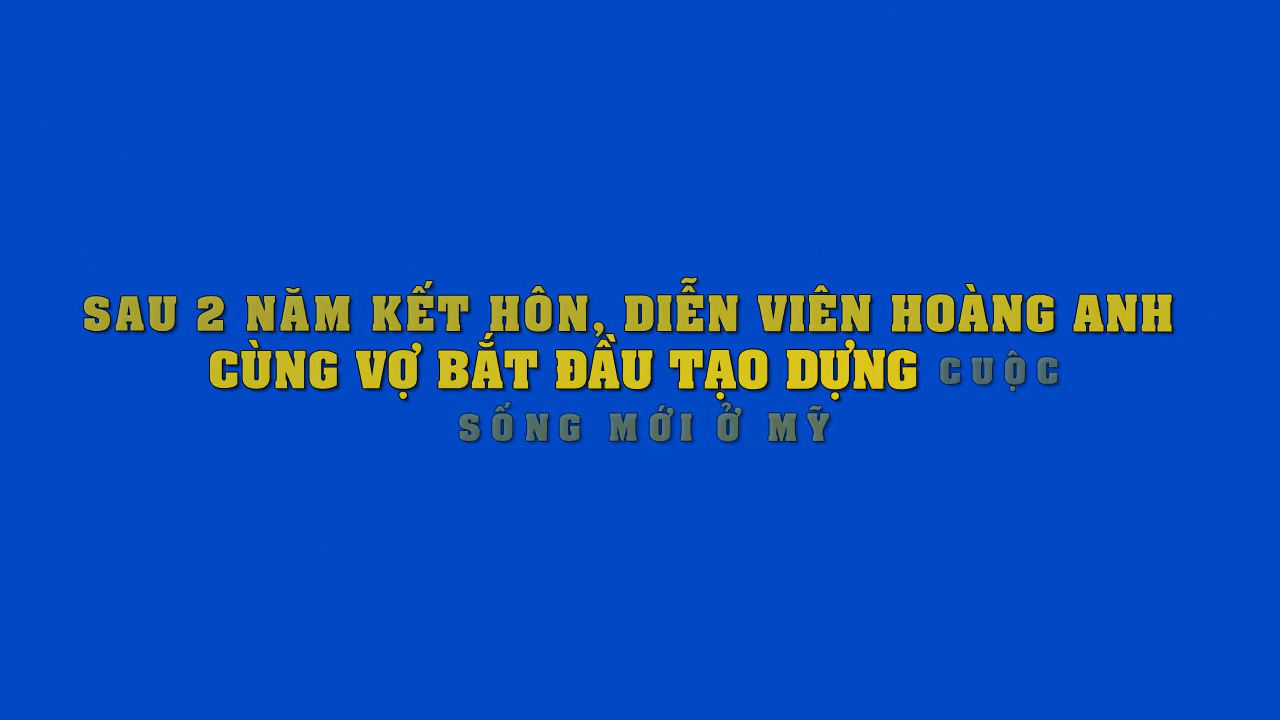 SAU 2 NĂM KẾT HÔN, DIỄN VIÊN HOÀNG ANH
CÙNG VỢ BẮT ĐẦU TẠO DỰNG CUỘC
SỐNG MỚI Ở MỸ